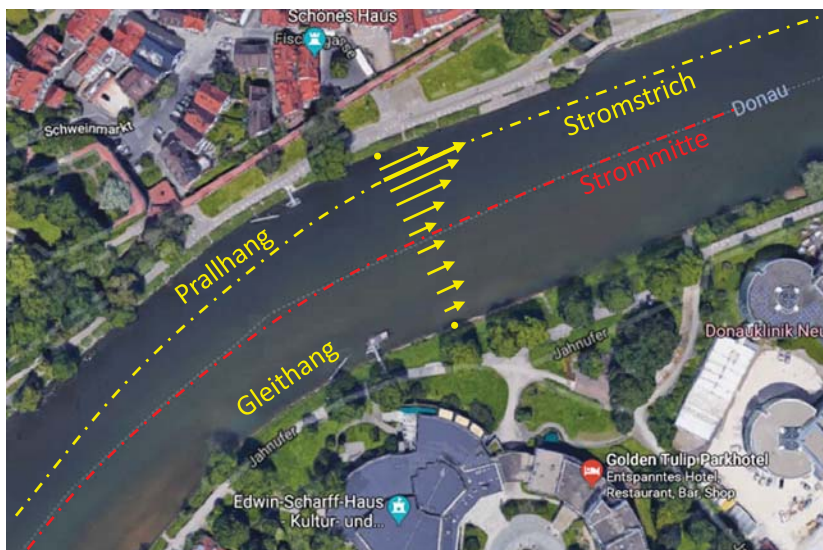 Schönes Haus
Fischergasse
Schweinmarkt
Stromstrich
Donau
Strommitte
Prallhang
Gleithang
Jahnufer
Donauklinik Neu
Jahnufer
Golden Tulip Parkhotel
Entspanntes Hotel
Restaurant, Bar, Shop
Edwin-Scharff-Haus
- Kultur- und...